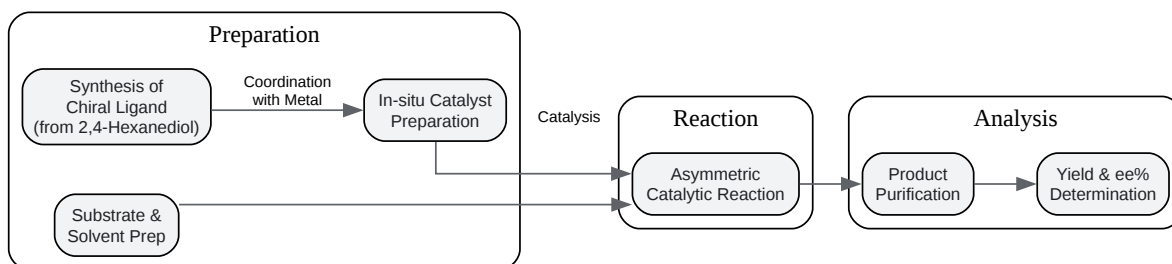 Preparation
Synthesis of
Chiral Ligand
(from 2,4-Hexanediol)
Coordination
with Metal
In-situ Catalyst
Preparation
Substrate &
Solvent Prep
Catalysis
Reaction
Asymmetric
Catalytic Reaction
Analysis
Product
Purification
Yield & ee%
Determination